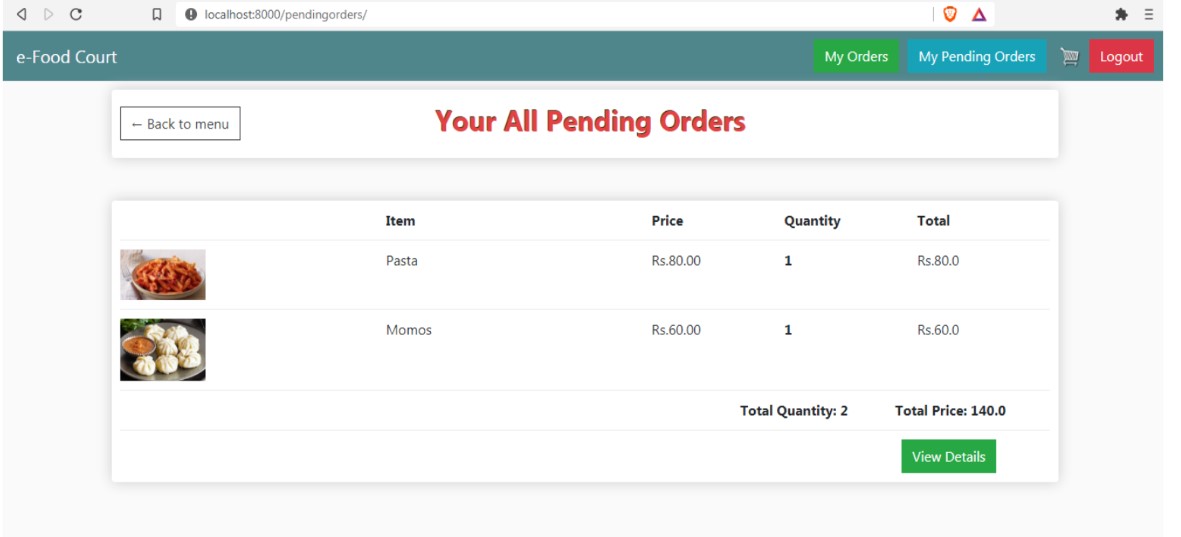 localhost:8000/pendingorders/
e-Food Court My Orders My Pending Orders Logout
← Back to menu Your All Pending Orders
Item Price Quantity Total
Pasta Rs.80.00 1 Rs.80.0
Momos Rs.60.00 1 Rs.60.0
Total Quantity: 2 Total Price: 140.0
View Details